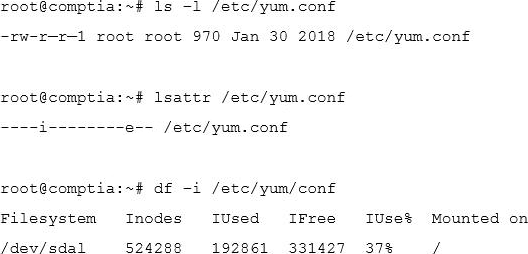 root@comptia:~# ls -l /etc/yum.conf
-rw-r—r—1 root root 970 Jan 30 2018 /etc/yum.conf
root@comptia:~# lsattr /etc/yum.conf
----i--------e-- /etc/yum.conf
root@comptia:~# df -i /etc/yum/conf
Filesystem Inodes IUsed IFree IUse% Mounted on
/dev/sdal 524288 192861 331427 37% /